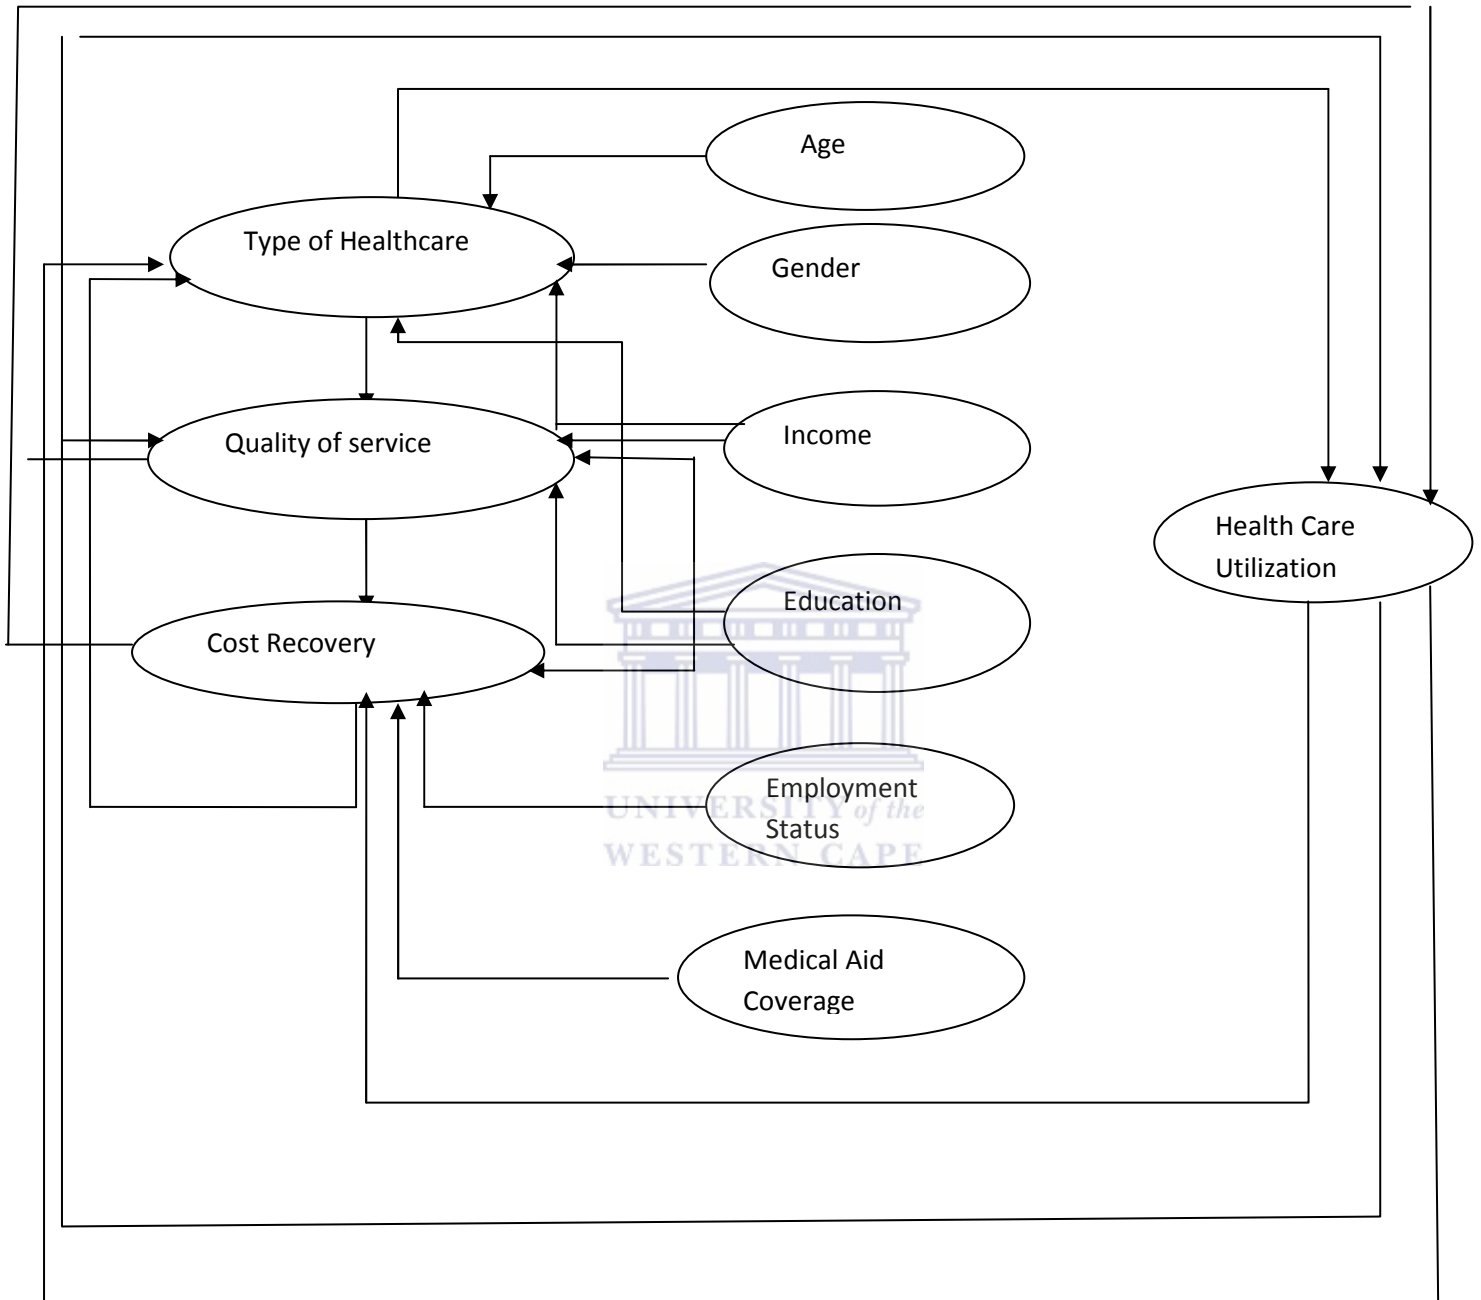 Age
Type of Healthcare
Gender
Income
Quality of service
Health Care
Utilization
Education
Cost Recovery
Employment
Status
UNIVERSITY of the
WESTERN CAPE
Medical Aid
Coverage